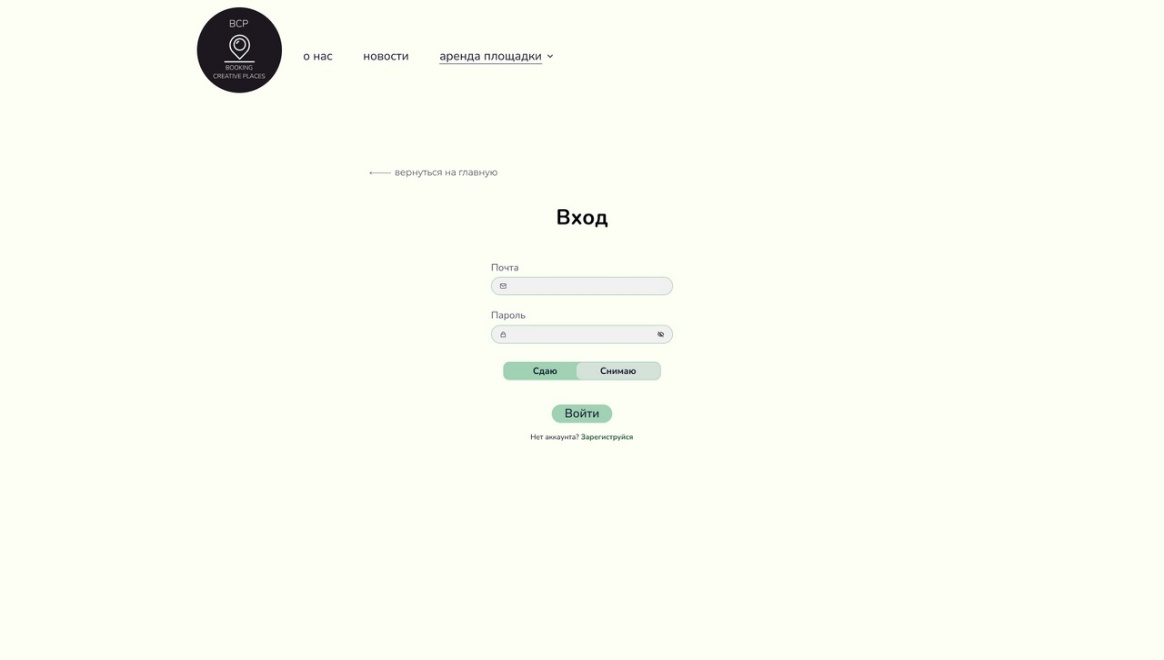 BCP
BOOKING
CREATIVE PLACES
о нас
новости
аренда площадки
вернуться на главную
Вход
Почта
Пароль
Сдаю
Снимаю
Войти
Нет аккаунта? Зарегиструйся